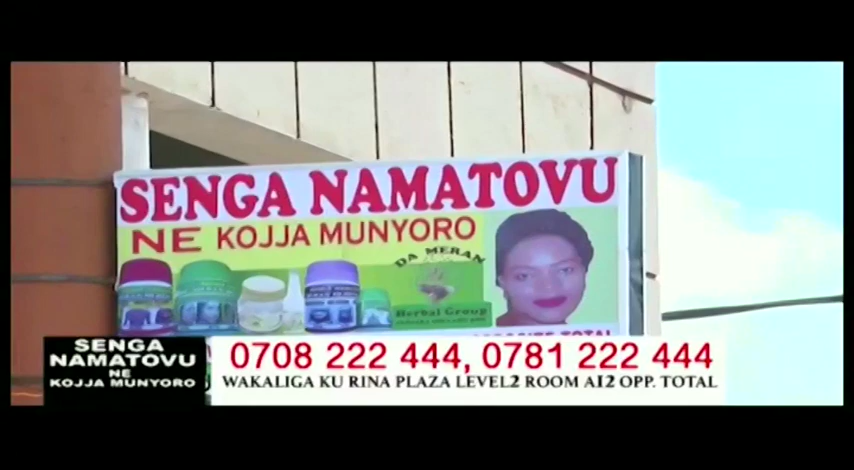 SENGA NAMATOVU
NE KOJJA MUNYORO
DA MERAN
Herbal Group
TOTAL
SENGA
NAMATOVU
NE
KOJJA MUNYORO
0708 222 444, 0781 222 444
WAKALIGA KU RINA PLAZA LEVEL2 ROOM A12 OPP. TOTAL